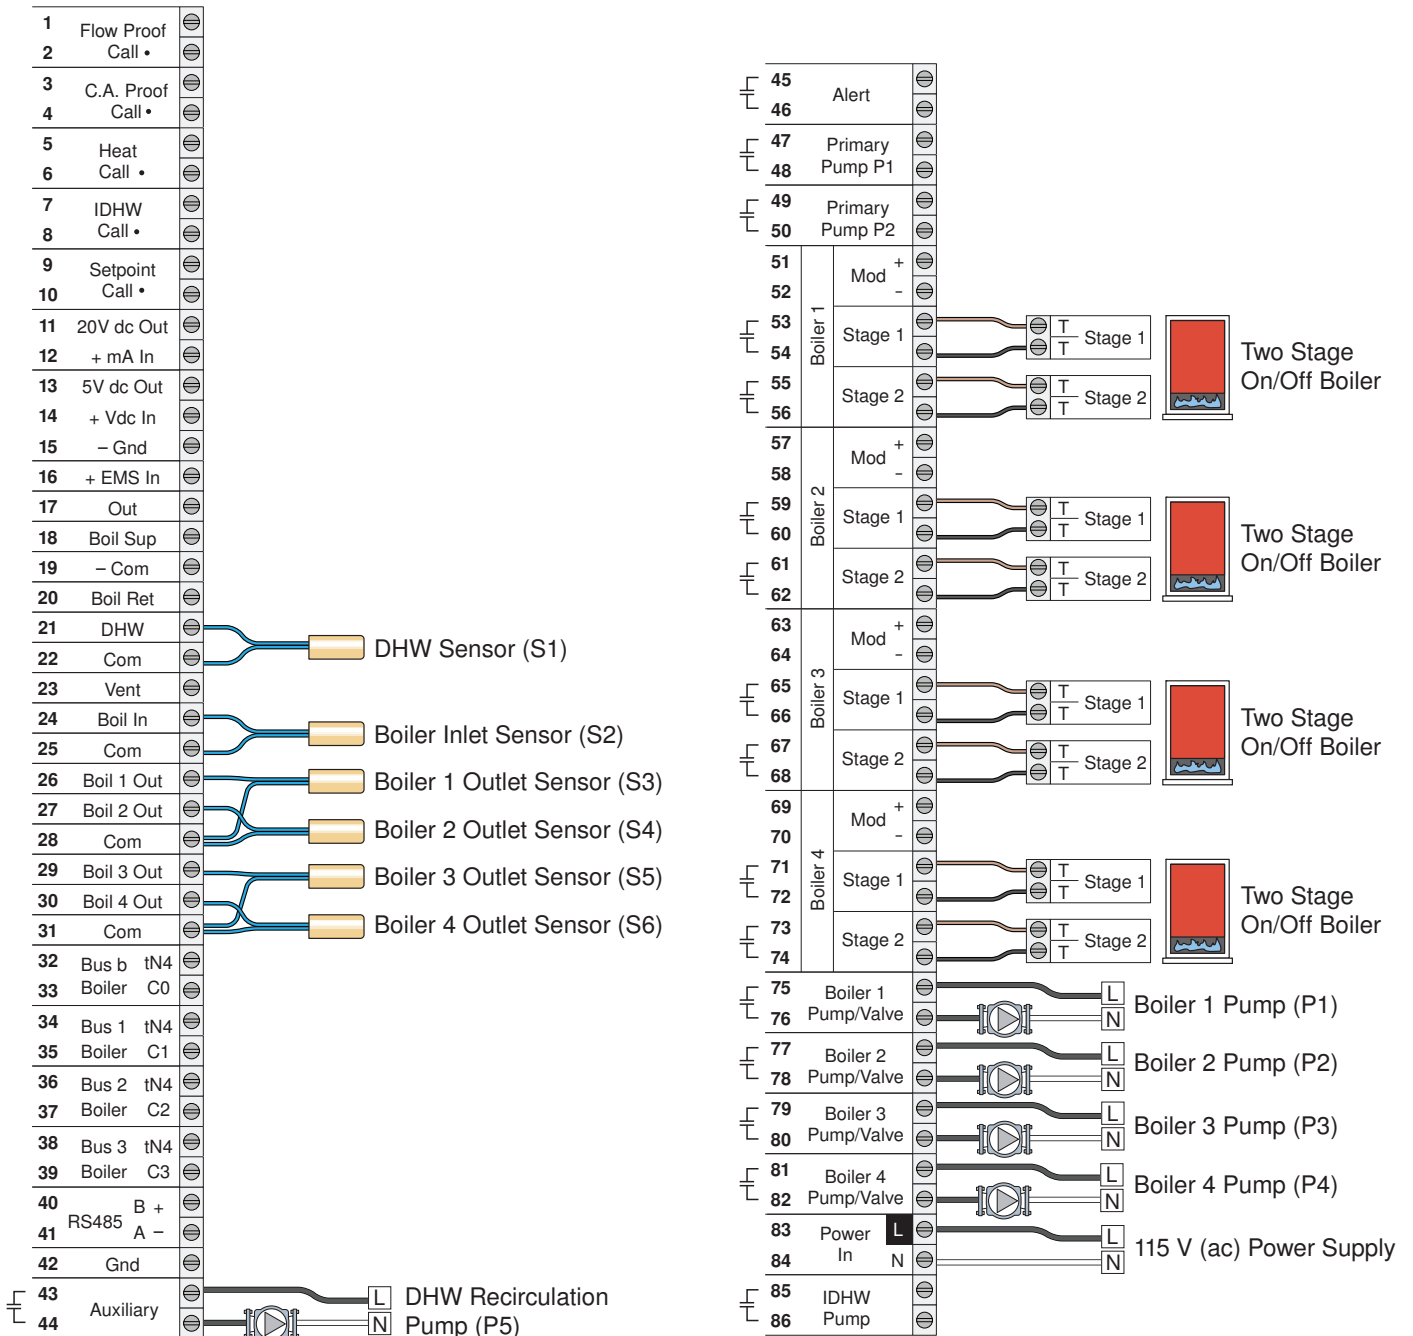 1 Flow Proof
2 Call •
3 C.A. Proof
4 Call •
5 Heat
6 Call •
7 IDHW
8 Call •
9 Setpoint
10 Call •
11 20V dc Out
12 + mA In
13 5V dc Out
14 + Vdc In
15 – Gnd
16 + EMS In
17 Out
18 Boil Sup
19 – Com
20 Boil Ret
21 DHW
22 Com
DHW Sensor (S1)
23 Vent
24 Boil In
25 Com
Boiler Inlet Sensor (S2)
26 Boil 1 Out
Boiler 1 Outlet Sensor (S3)
27 Boil 2 Out
28 Com
Boiler 2 Outlet Sensor (S4)
29 Boil 3 Out
Boiler 3 Outlet Sensor (S5)
30 Boil 4 Out
31 Com
Boiler 4 Outlet Sensor (S6)
32 Bus b tN4
33 Boiler C0
34 Bus 1 tN4
35 Boiler C1
36 Bus 2 tN4
37 Boiler C2
38 Bus 3 tN4
39 Boiler C3
40 B +
RS485
41 A –
42 Gnd
43
Auxiliary
44
L DHW Recirculation
N Pump (P5)
45
Alert
46
47 Primary
48 Pump P1
49 Primary
50 Pump P2
Boiler 1
51 +
Mod
52 -
53
Stage 1
54
T
T
Stage 1
55
Stage 2
56
T
T
Stage 2
Two Stage
On/Off Boiler
Boiler 2
57 +
Mod
58 -
59
Stage 1
60
T
T
Stage 1
61
Stage 2
62
T
T
Stage 2
Two Stage
On/Off Boiler
Boiler 3
63 +
Mod
64 -
65
Stage 1
66
T
T
Stage 1
67
Stage 2
68
T
T
Stage 2
Two Stage
On/Off Boiler
Boiler 4
69 +
Mod
70 -
71
Stage 1
72
T
T
Stage 1
73
Stage 2
74
T
T
Stage 2
Two Stage
On/Off Boiler
75 Boiler 1
76 Pump/Valve
L
N
Boiler 1 Pump (P1)
77 Boiler 2
78 Pump/Valve
L
N
Boiler 2 Pump (P2)
79 Boiler 3
80 Pump/Valve
L
N
Boiler 3 Pump (P3)
81 Boiler 4
82 Pump/Valve
L
N
Boiler 4 Pump (P4)
83 Power L
84 In N
L
N
115 V (ac) Power Supply
85 IDHW
86 Pump